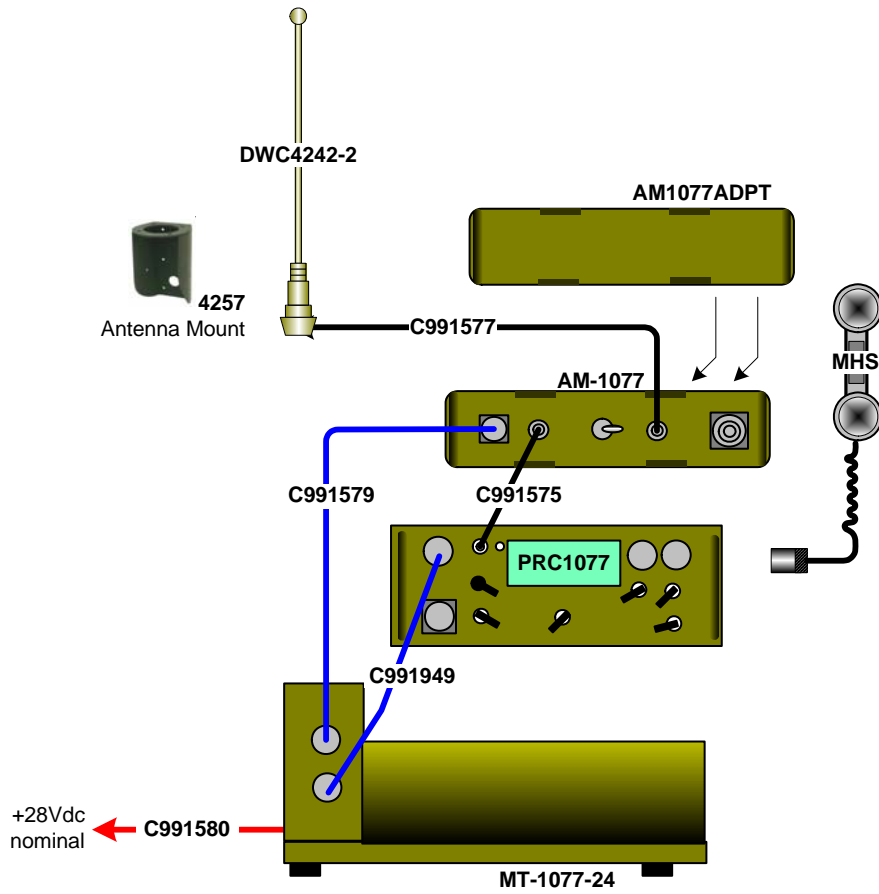 DWC4242-2
AM1077ADPT
4257
Antenna Mount
C991577
MHS
AM-1077
C991579
C991575
PRC1077
C991949
+28Vdc
nominal
C991580
MT-1077-24